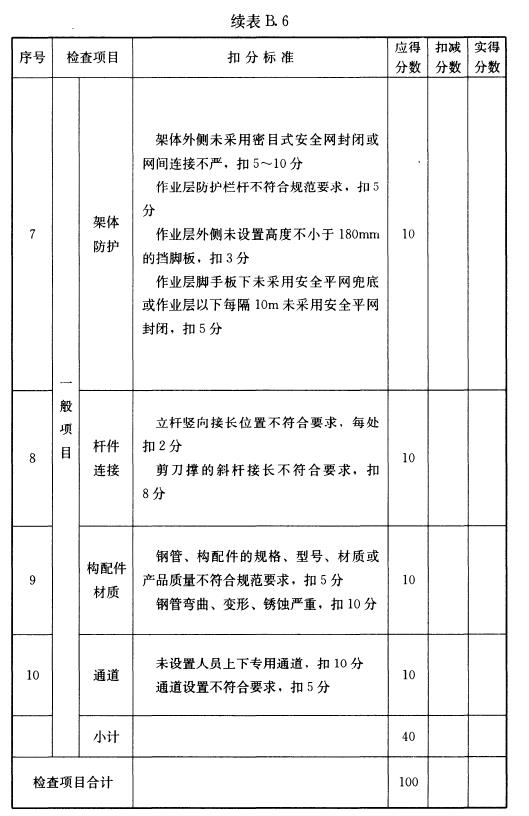 续表 B.6
序号
检查项目
扣分标准
应得
分数
扣减
分数
实得
分数
一
般
项
目
7
架体
防护
架体外侧未采用密目式安全网封闭或
网间连接不严，扣5～10分
作业层防护栏杆不符合规范要求，扣5
分
作业层外侧未设置高度不小于180mm
的挡脚板，扣3分
作业层脚手板下未采用安全平网兜底
或作业层以下每隔10m未采用安全平网
封闭，扣5分
10
8
杆件
连接
立杆竖向接长位置不符合要求，每处
扣2分
剪刀撑的斜杆接长不符合要求，扣
8分
10
9
构配件
材质
钢管、构配件的规格、型号、材质或
产品质量不符合规范要求，扣5分
钢管弯曲、变形、锈蚀严重，扣10分
10
10
通道
未设置人员上下专用通道，扣10分
通道设置不符合要求，扣5分
10
小计
40
检查项目合计
100